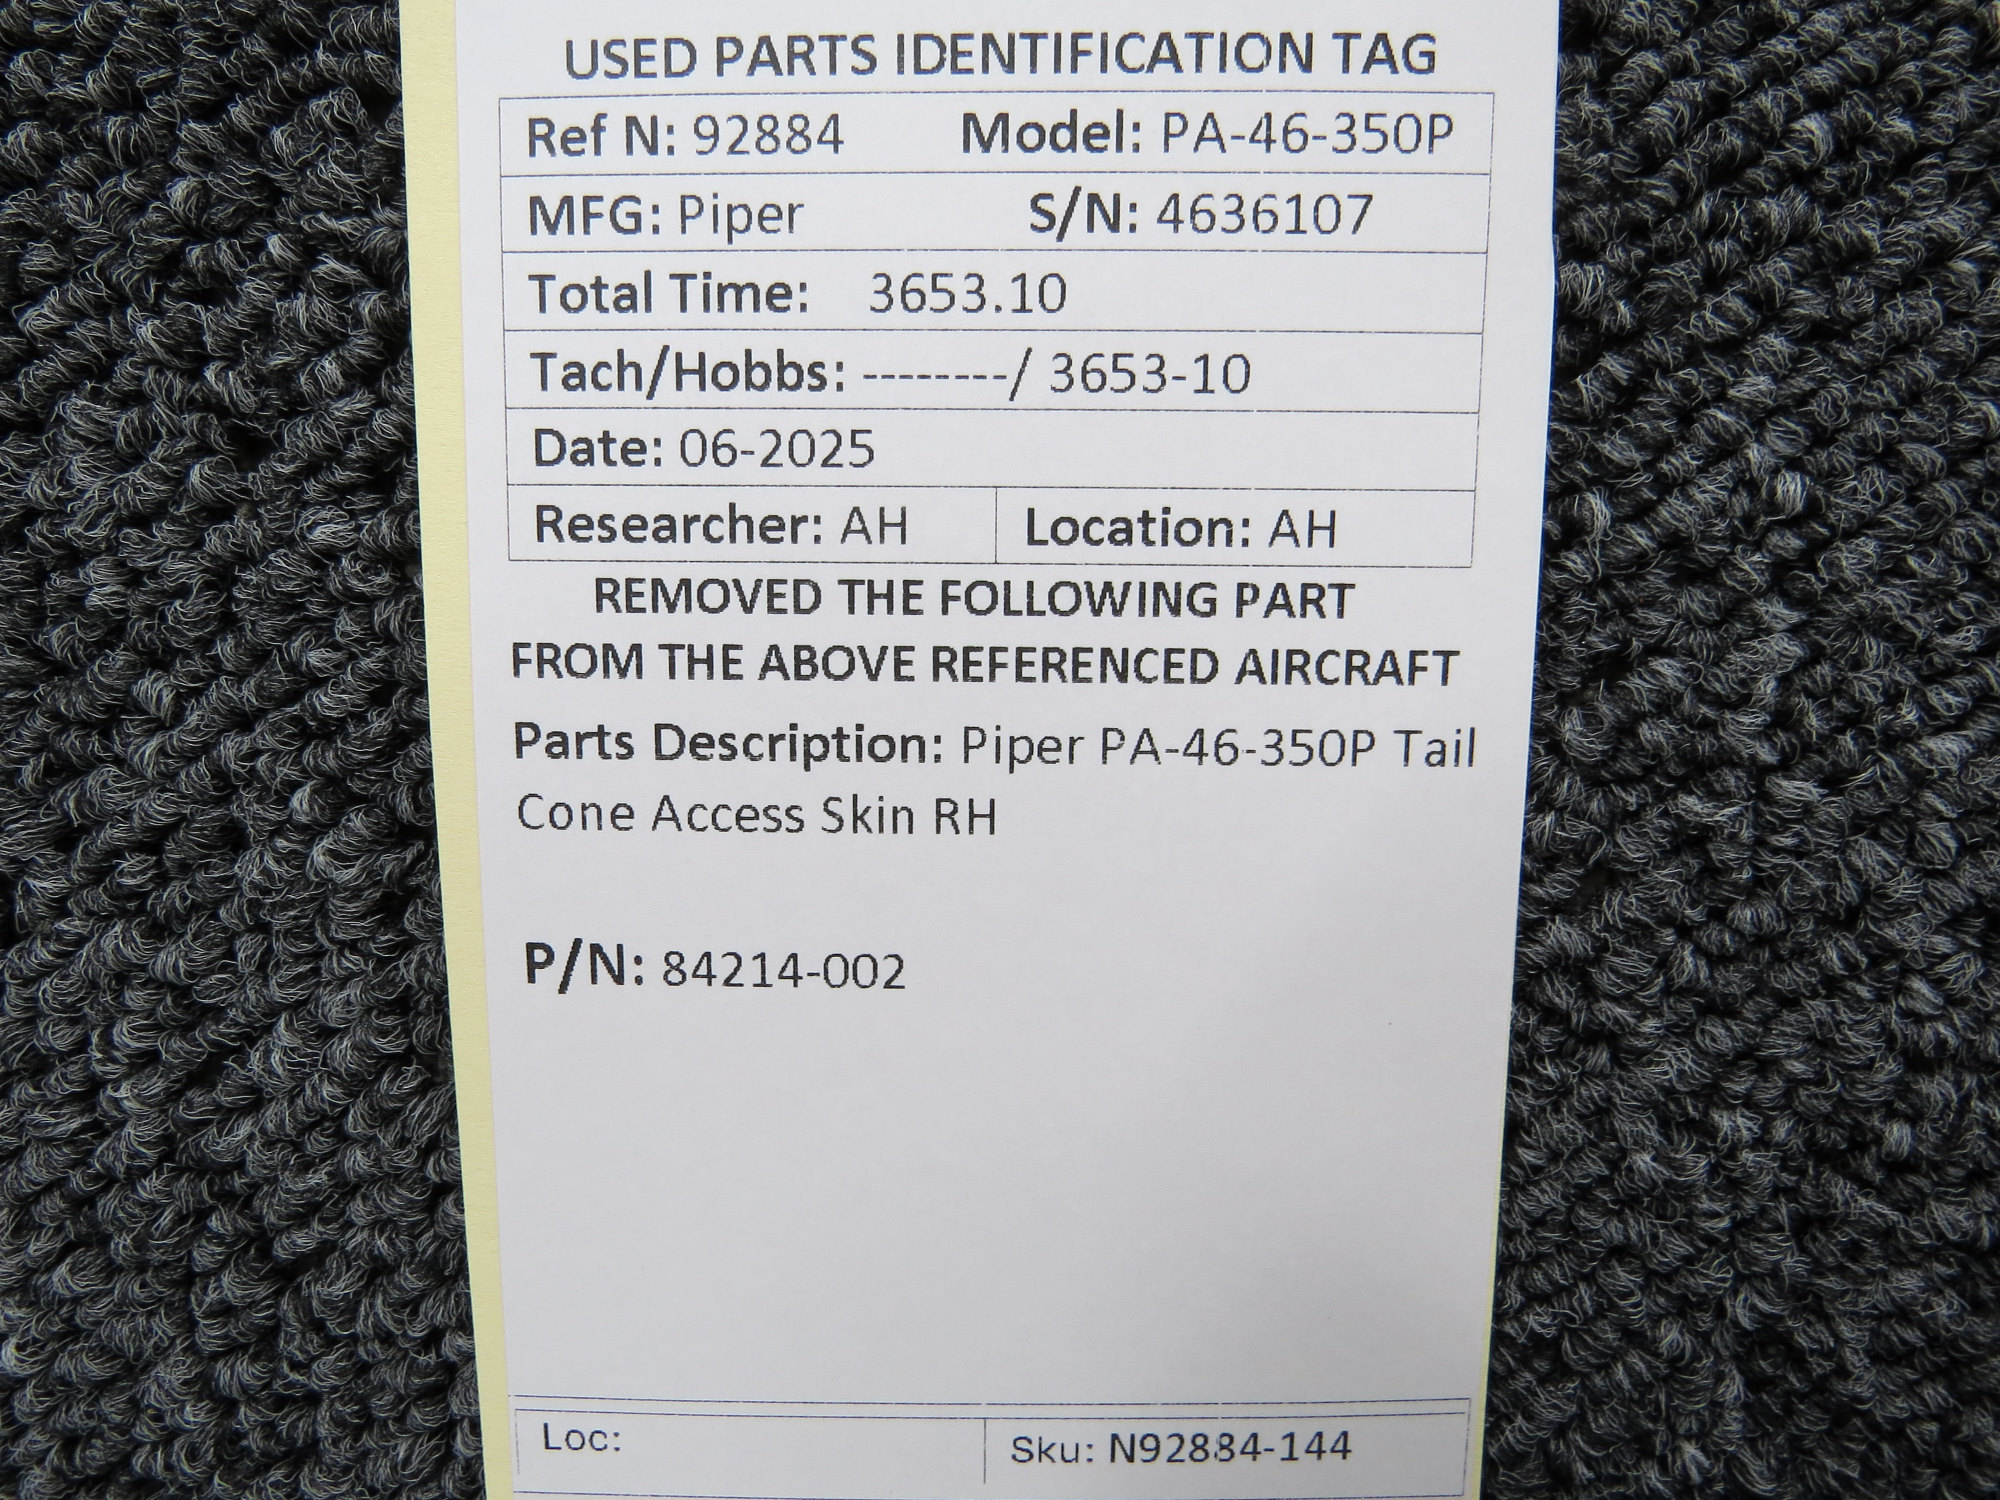 USED PARTS IDENTIFICATION TAG
Ref N: 92884 Model: PA-46-350P
MFG: Piper S/N: 4636107
Total Time: 3653.10
Tach/Hobbs: --------/ 3653-10
Date: 06-2025
Researcher: AH Location: AH
REMOVED THE FOLLOWING PART
FROM THE ABOVE REFERENCED AIRCRAFT
Parts Description: Piper PA-46-350P Tail
Cone Access Skin RH
P/N: 84214-002
Loc: Sku: N92884-144